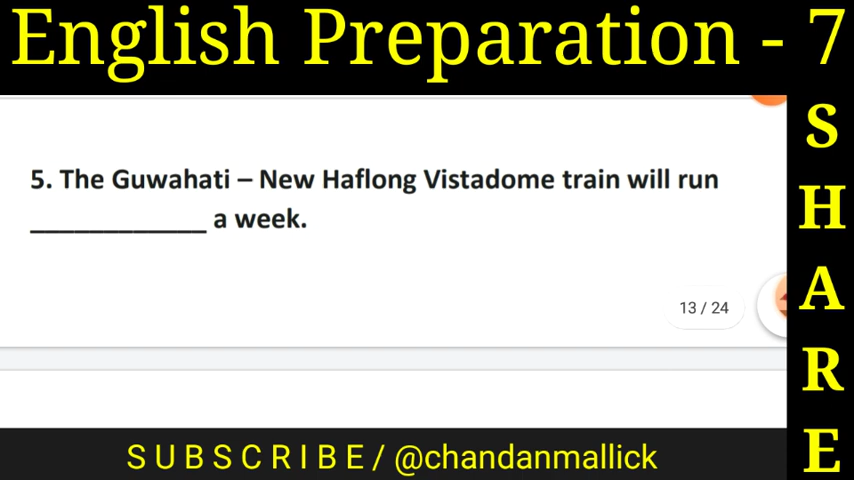 English Preparation - 7
5. The Guwahati – New Haflong Vistadome train will run
_____________ a week.
13 / 24
S
H
A
R
E
S U B S C R I B E / @chandanmallick